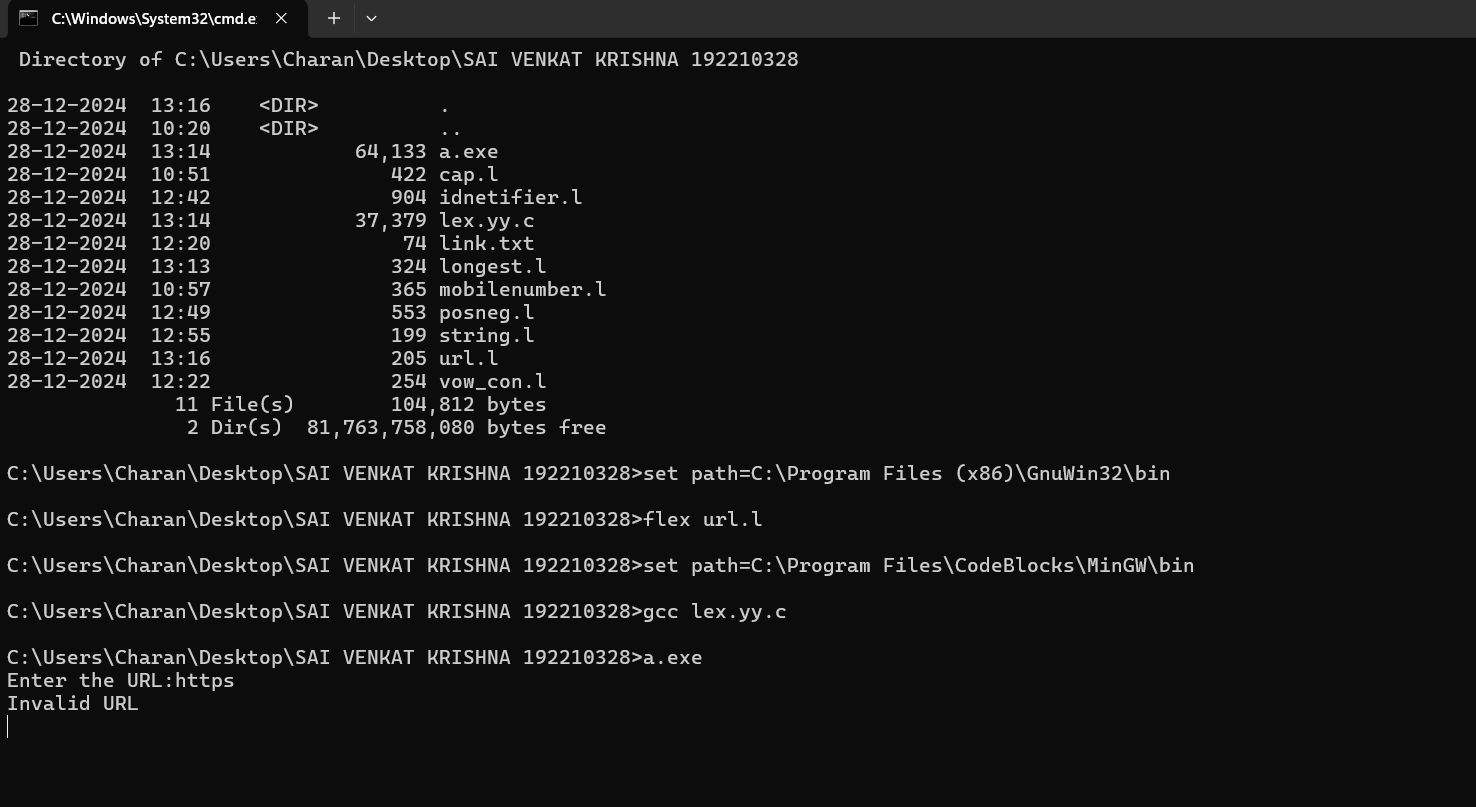 C:\Windows\System32\cmd.e
Directory of C:\Users\Charan\Desktop\SAI VENKAT KRISHNA 192210328
28-12-2024  13:16    <DIR>          .
28-12-2024  10:20    <DIR>          ..
28-12-2024  13:14            64,133 a.exe
28-12-2024  10:51               422 cap.l
28-12-2024  12:42               904 idnetifier.l
28-12-2024  13:14            37,379 lex.yy.c
28-12-2024  12:20                74 link.txt
28-12-2024  13:13               324 longest.l
28-12-2024  10:57               365 mobilenumber.l
28-12-2024  12:49               553 posneg.l
28-12-2024  12:55               199 string.l
28-12-2024  13:16               205 url.l
28-12-2024  12:22               254 vow_con.l
11 File(s)        104,812 bytes
2 Dir(s)  81,763,758,080 bytes free
C:\Users\Charan\Desktop\SAI VENKAT KRISHNA 192210328>set path=C:\Program Files (x86)\GnuWin32\bin
C:\Users\Charan\Desktop\SAI VENKAT KRISHNA 192210328>flex url.l
C:\Users\Charan\Desktop\SAI VENKAT KRISHNA 192210328>set path=C:\Program Files\CodeBlocks\MinGW\bin
C:\Users\Charan\Desktop\SAI VENKAT KRISHNA 192210328>gcc lex.yy.c
C:\Users\Charan\Desktop\SAI VENKAT KRISHNA 192210328>a.exe
Enter the URL:https
Invalid URL